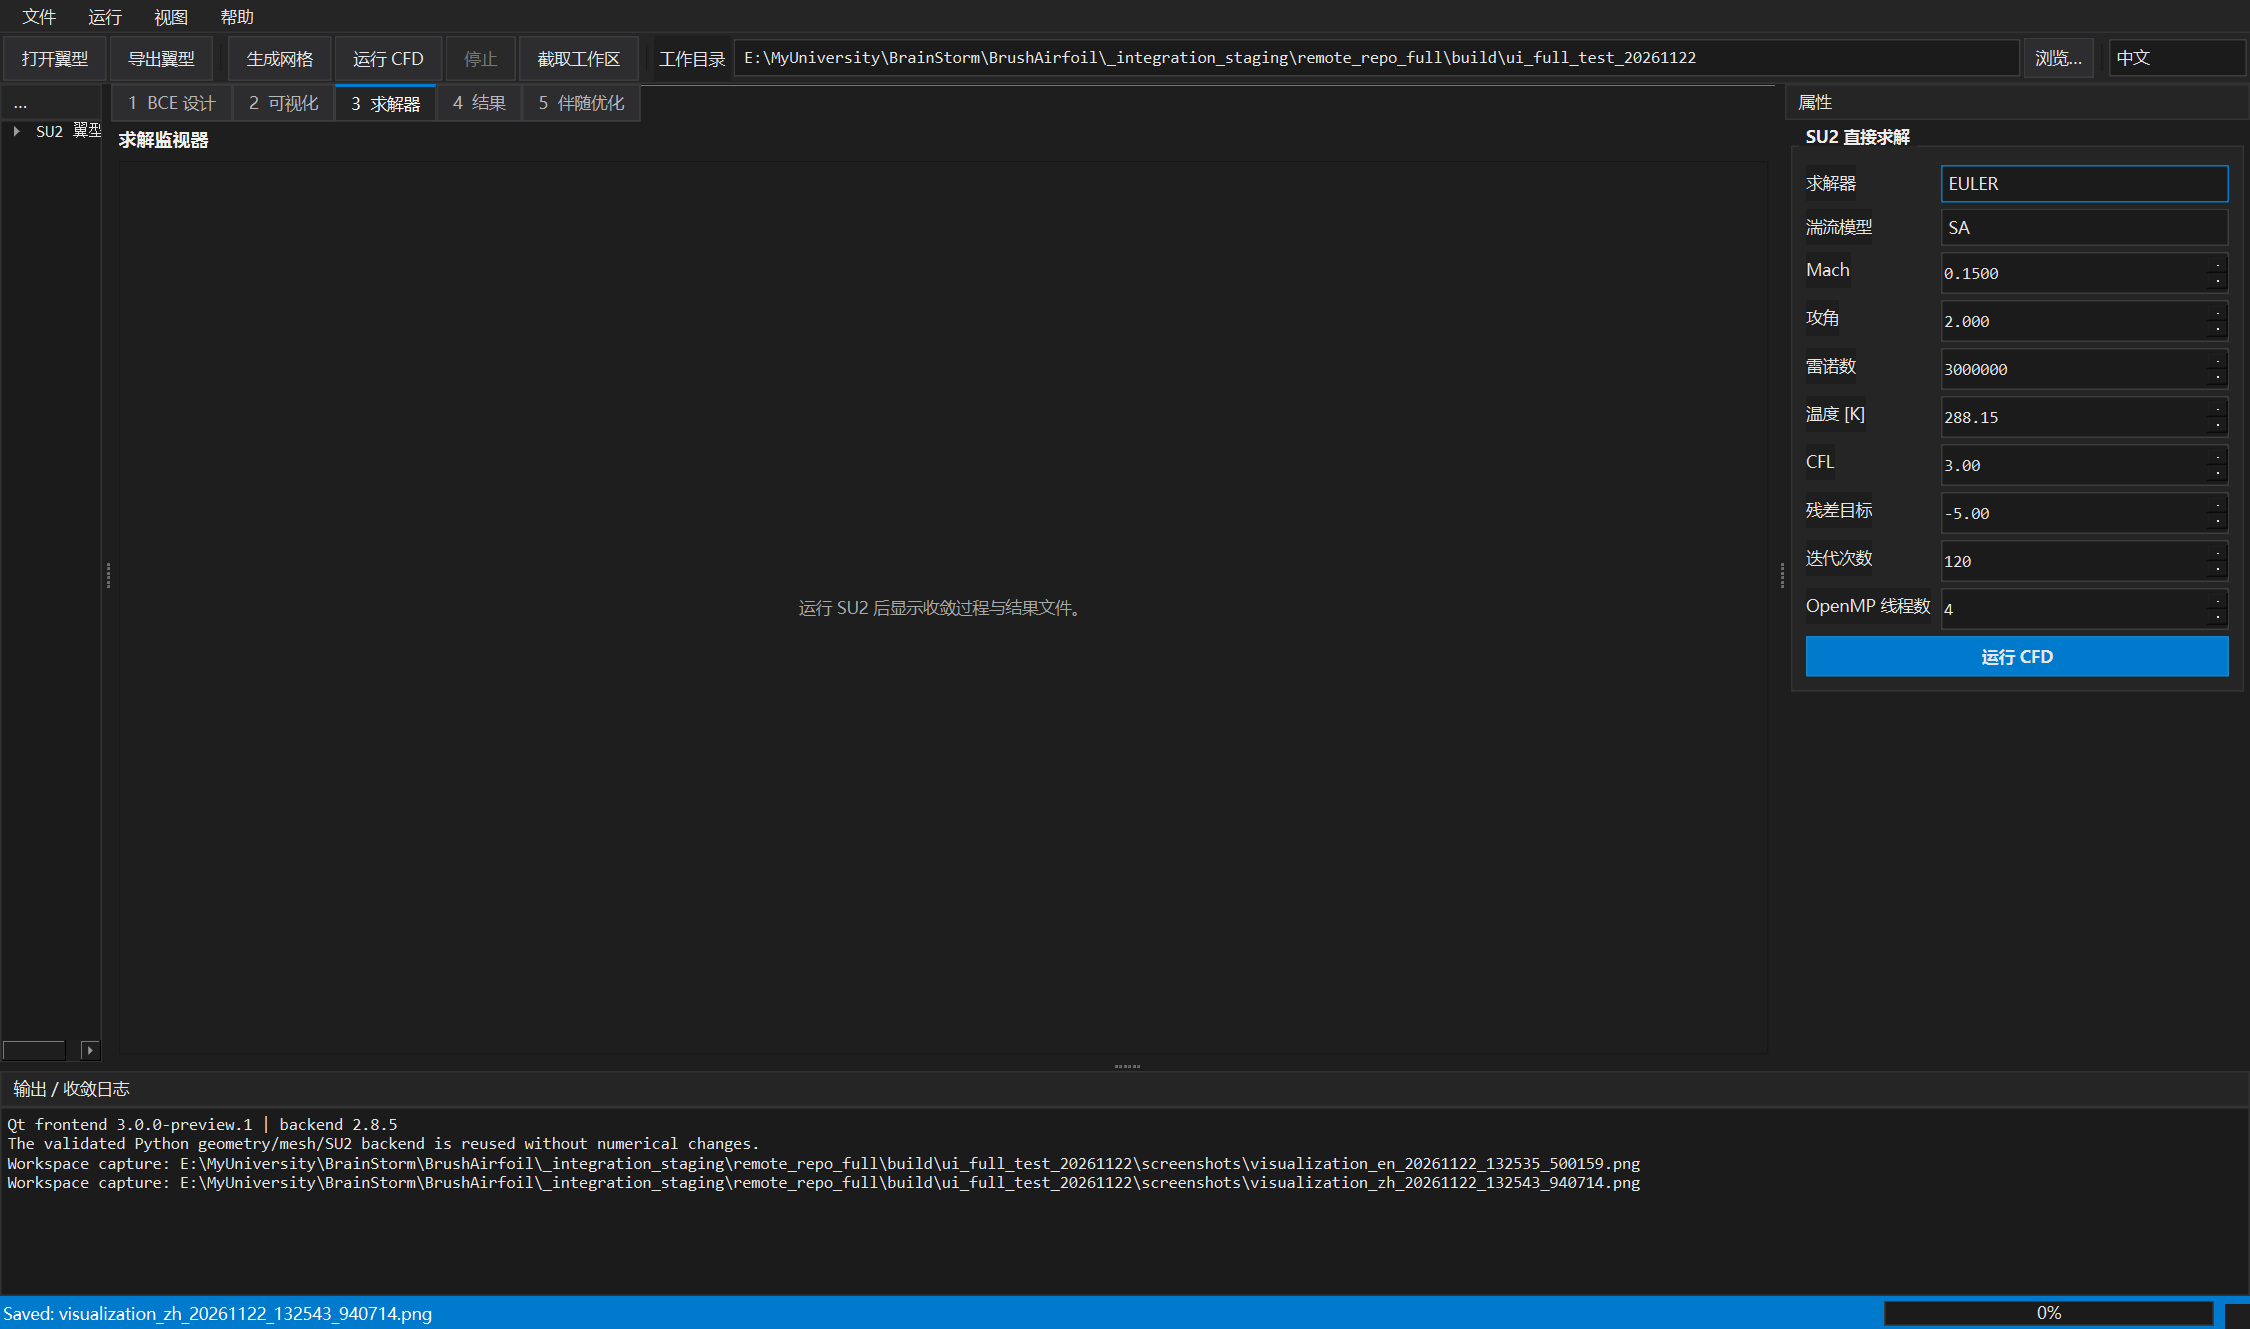 文件 运行 视图 帮助
打开翼型 导出翼型 生成网格 运行 CFD 停止 截取工作区 工作目录 E:\MyUniversity\BrainStorm\BrushAirfoil\_integration_staging\remote_repo_full\build\ui_full_test_20261122 浏览... 中文
... 1 BCE 设计 2 可视化 3 求解器 4 结果 5 伴随优化 属性
SU2 翼型
求解监视器
运行 SU2 后显示收敛过程与结果文件。
SU2 直接求解
求解器 EULER
湍流模型 SA
Mach 0.1500
攻角 2.000
雷诺数 3000000
温度 [K] 288.15
CFL 3.00
残差目标 -5.00
迭代次数 120
OpenMP 线程数 4
运行 CFD
输出 / 收敛日志
Qt frontend 3.0.0-preview.1 | backend 2.8.5
The validated Python geometry/mesh/SU2 backend is reused without numerical changes.
Workspace capture: E:\MyUniversity\BrainStorm\BrushAirfoil\_integration_staging\remote_repo_full\build\ui_full_test_20261122\screenshots\visualization_en_20261122_132535_500159.png
Workspace capture: E:\MyUniversity\BrainStorm\BrushAirfoil\_integration_staging\remote_repo_full\build\ui_full_test_20261122\screenshots\visualization_zh_20261122_132543_940714.png
Saved: visualization_zh_20261122_132543_940714.png 0%